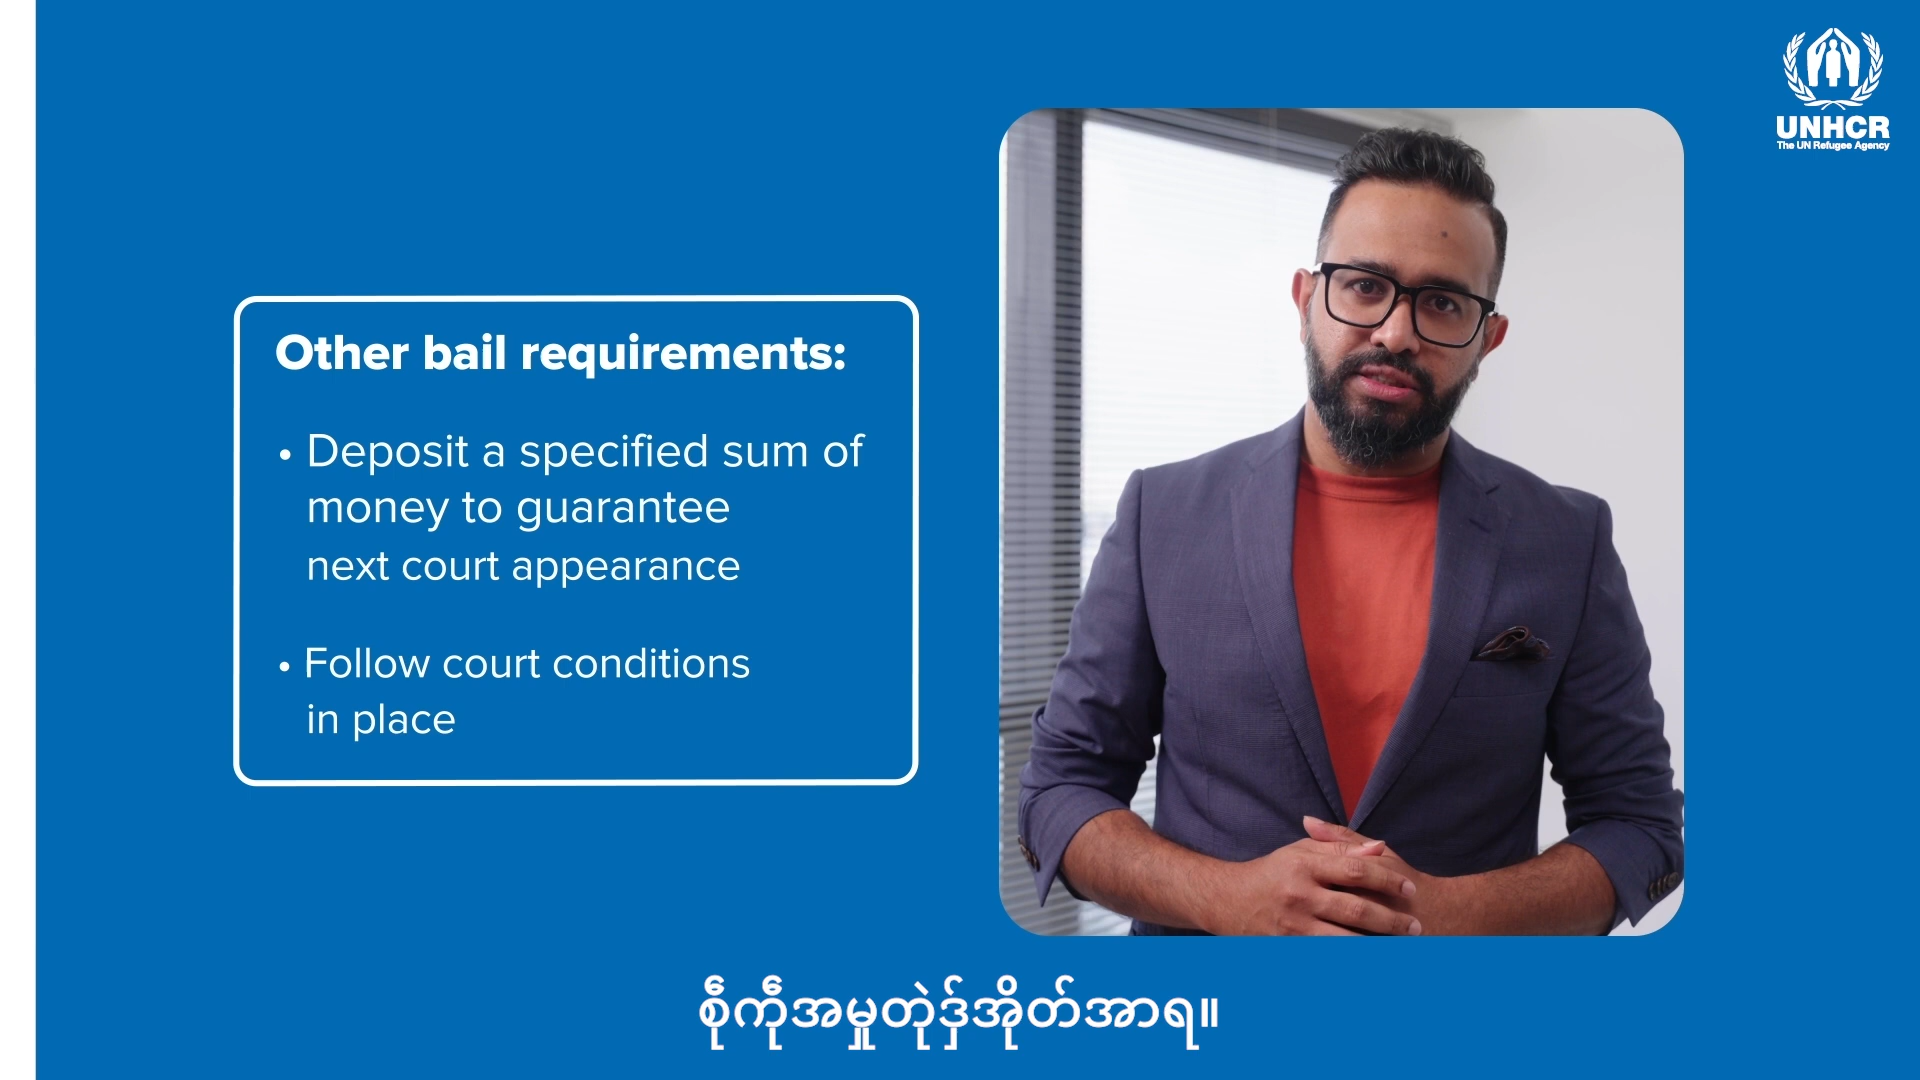 UNHCR
The UN Refugee Agency
Other bail requirements:
• Deposit a specified sum of
money to guarantee
next court appearance
• Follow court conditions
in place
စိုဲကိုဲအမှုတဲဒှ်အိုတ်အာရ။